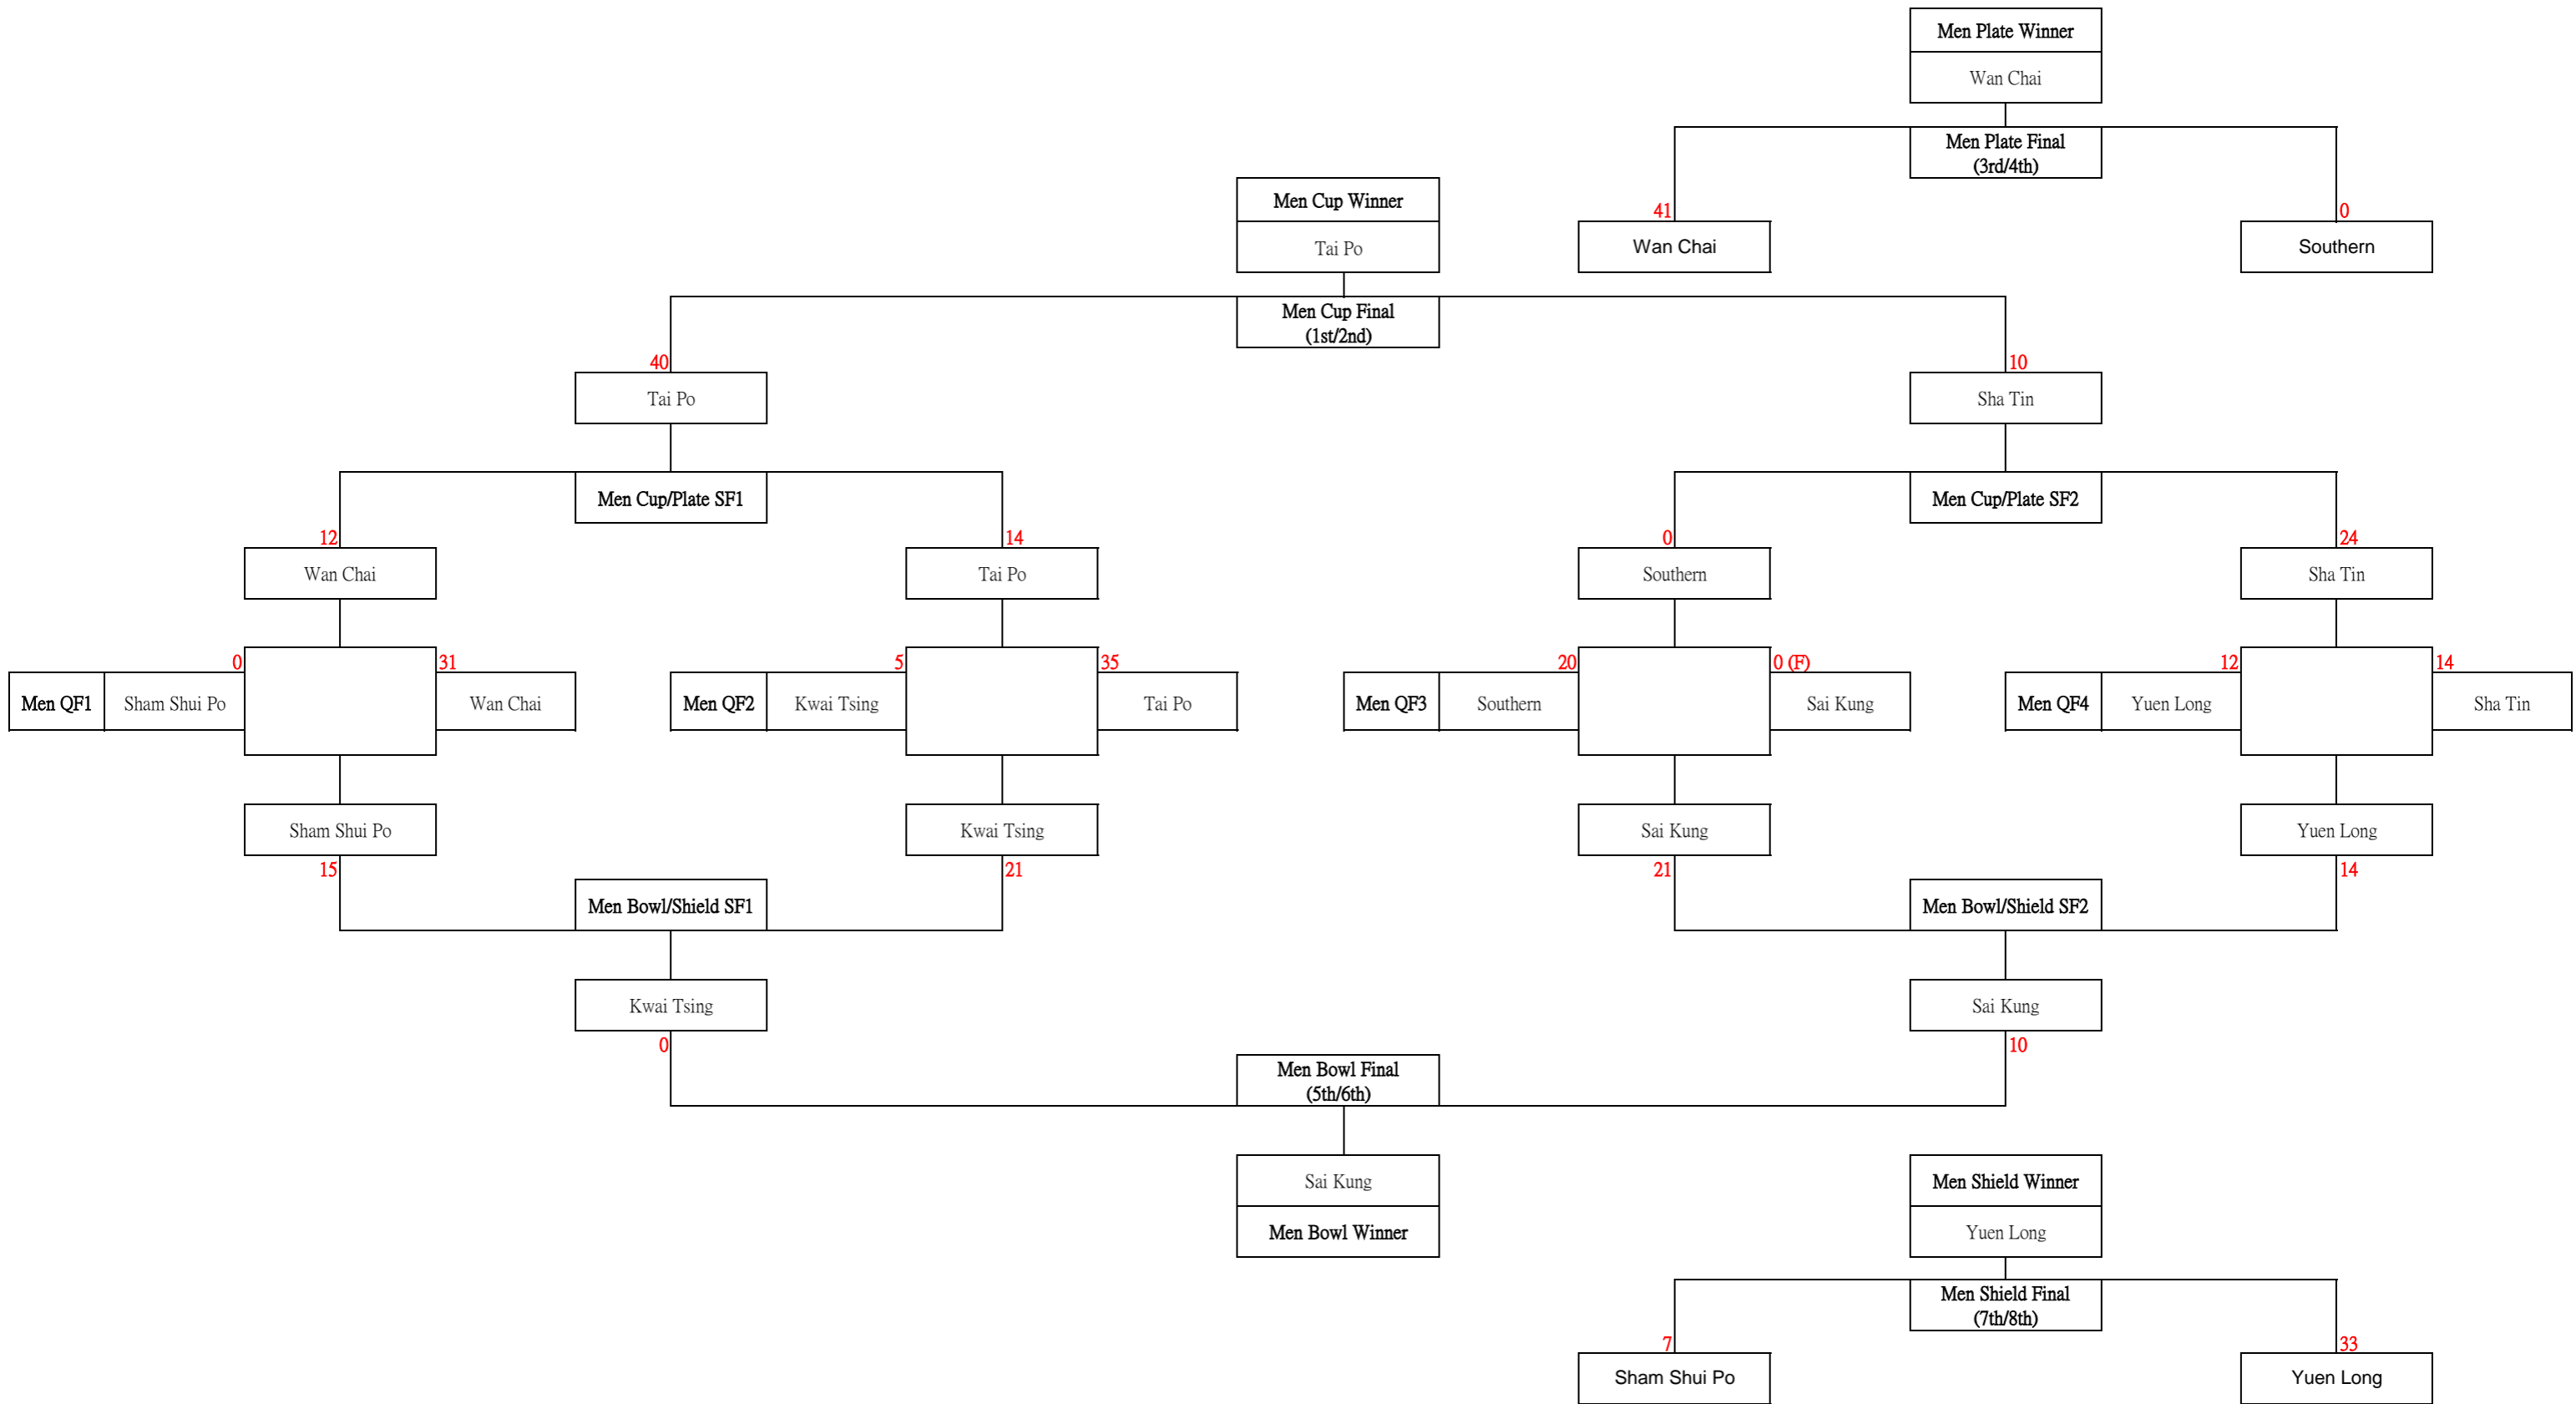 Men Plate Winner
Wan Chai
Men Plate Final
(3rd/4th)
Men Cup Winner
41
0
Tai Po
Wan Chai
Southern
Men Cup Final
(1st/2nd)
40
10
Tai Po
Sha Tin
Men Cup/Plate SF1
Men Cup/Plate SF2
12
14
0
24
Wan Chai
Tai Po
Southern
Sha Tin
0
31
5
35
20
0 (F)
12
14
Men QF1
Sham Shui Po
Wan Chai
Men QF2
Kwai Tsing
Tai Po
Men QF3
Southern
Sai Kung
Men QF4
Yuen Long
Sha Tin
Sham Shui Po
Kwai Tsing
Sai Kung
Yuen Long
15
21
21
14
Men Bowl/Shield SF1
Men Bowl/Shield SF2
Kwai Tsing
Sai Kung
0
10
Men Bowl Final
(5th/6th)
Sai Kung
Men Bowl Winner
Men Shield Winner
Yuen Long
Men Shield Final
(7th/8th)
7
33
Sham Shui Po
Yuen Long